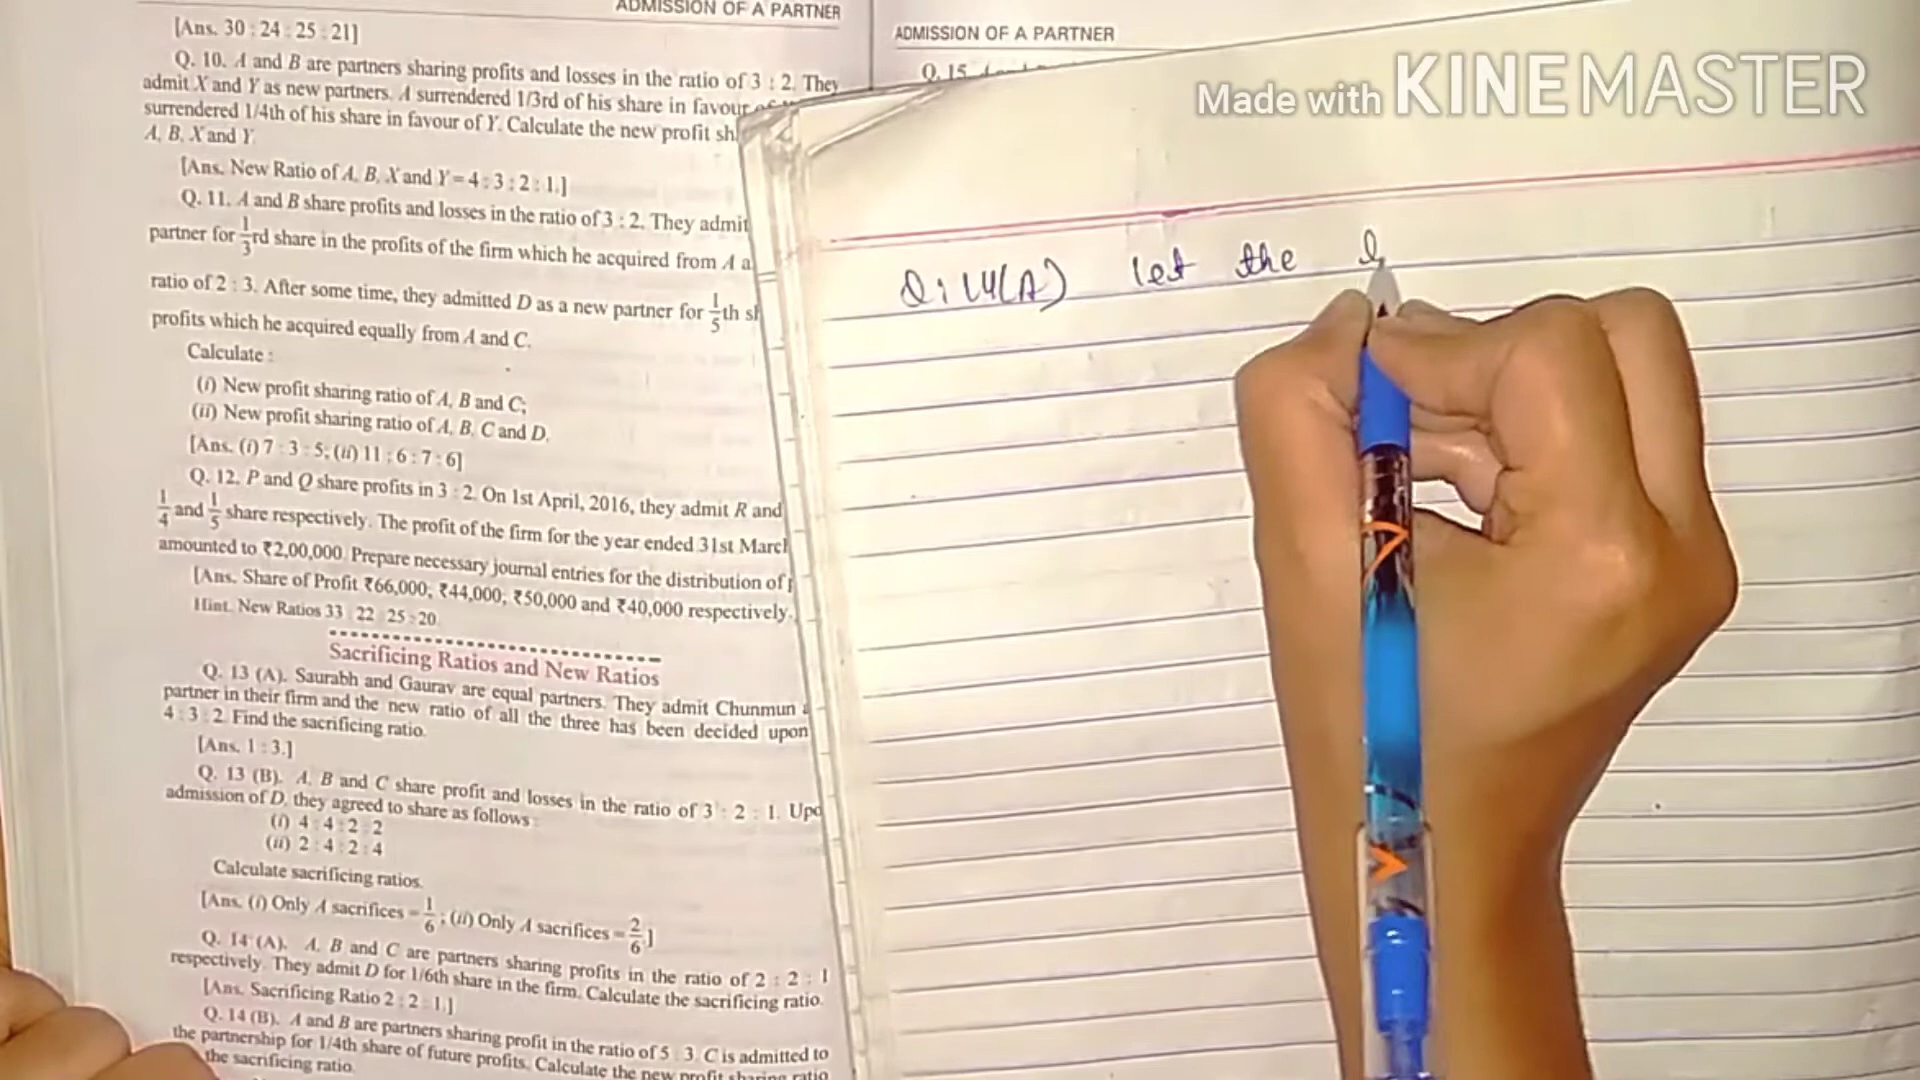 ADMISSION OF A PARTNER
[Ans. 30 : 24 : 25 : 21]
Q. 10. A and B are partners sharing profits and losses in the ratio of 3 : 2. They
admit X and Y as new partners. A surrendered 1/3rd of his share in favour of
surrendered 1/4th of his share in favour of Y. Calculate the new profit sh
A, B, X and Y.
[Ans. New Ratio of A, B, X and Y = 4 : 3 : 2 : 1.]
Q. 11. A and B share profits and losses in the ratio of 3 : 2. They admit
partner for 1/3rd share in the profits of the firm which he acquired from A a
ratio of 2 : 3. After some time, they admitted D as a new partner for 1/5th sh
profits which he acquired equally from A and C.
Calculate :
(i) New profit sharing ratio of A, B and C;
(ii) New profit sharing ratio of A, B, C and D.
[Ans. (i) 7 : 3 : 5; (ii) 11 : 6 : 7 : 6]
Q. 12. P and Q share profits in 3 : 2. On 1st April, 2016, they admit R and
1/4 and 1/5 share respectively. The profit of the firm for the year ended 31st March
amounted to ₹2,00,000. Prepare necessary journal entries for the distribution of
[Ans. Share of Profit ₹66,000; ₹44,000; ₹50,000 and ₹40,000 respectively.
Hint. New Ratios 33 : 22 : 25 : 20
Sacrificing Ratios and New Ratios
Q. 13 (A). Saurabh and Gaurav are equal partners. They admit Chunmun a
partner in their firm and the new ratio of all the three has been decided upon
4 : 3 : 2. Find the sacrificing ratio.
[Ans. 1 : 3.]
Q. 13 (B). A, B and C share profit and losses in the ratio of 3 : 2 : 1. Upo
admission of D, they agreed to share as follows :
(i) 4 : 4 : 2 : 2
(ii) 2 : 4 : 2 : 4
Calculate sacrificing ratios.
[Ans. (i) Only A sacrifices = 1/6 ; (ii) Only A sacrifices = 2/6.]
Q. 14 (A). A, B and C are partners sharing profits in the ratio of 2 : 2 : 1
respectively. They admit D for 1/6th share in the firm. Calculate the sacrificing ratio.
[Ans. Sacrificing Ratio 2 : 2 : 1.]
Q. 14 (B). A and B are partners sharing profit in the ratio of 5 : 3. C is admitted to
the partnership for 1/4th share of future profits. Calculate the new profit sharing ratio
the sacrificing ratio.
ADMISSION OF A PARTNER
Q. 15.
Made with KINEMASTER
Q:14(A) let the